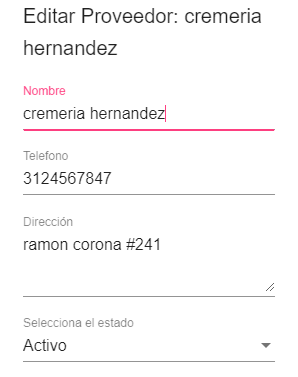 Editar Proveedor: cremeria
hernandez
Nombre
cremeria hernandez
Telefono
3124567847
Dirección
ramon corona #241
Selecciona el estado
Activo